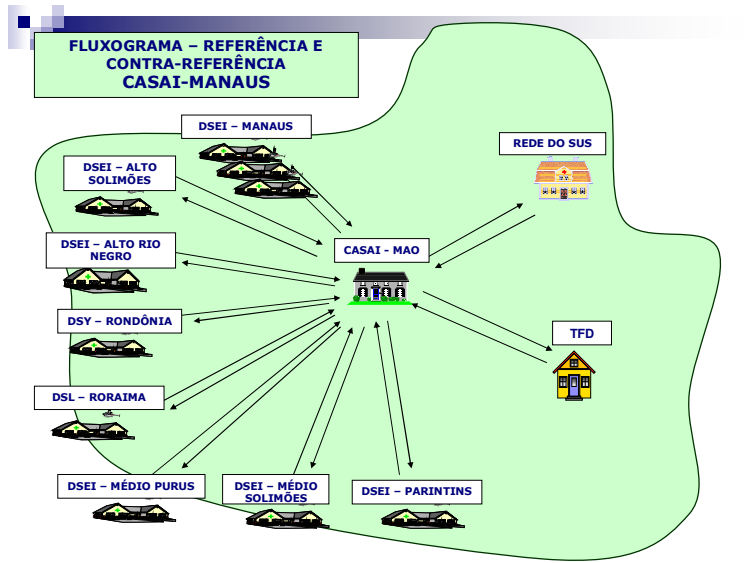 FLUXOGRAMA – REFERÊNCIA E
CONTRA-REFERÊNCIA
CASAI-MANAUS
DSEI – MANAUS
REDE DO SUS
DSEI – ALTO
SOLIMÕES
DSEI – ALTO RIO
NEGRO
CASAI - MAO
DSY – RONDÔNIA
TFD
DSL – RORAIMA
DSEI – MÉDIO PURUS
DSEI – MÉDIO
SOLIMÕES
DSEI – PARINTINS